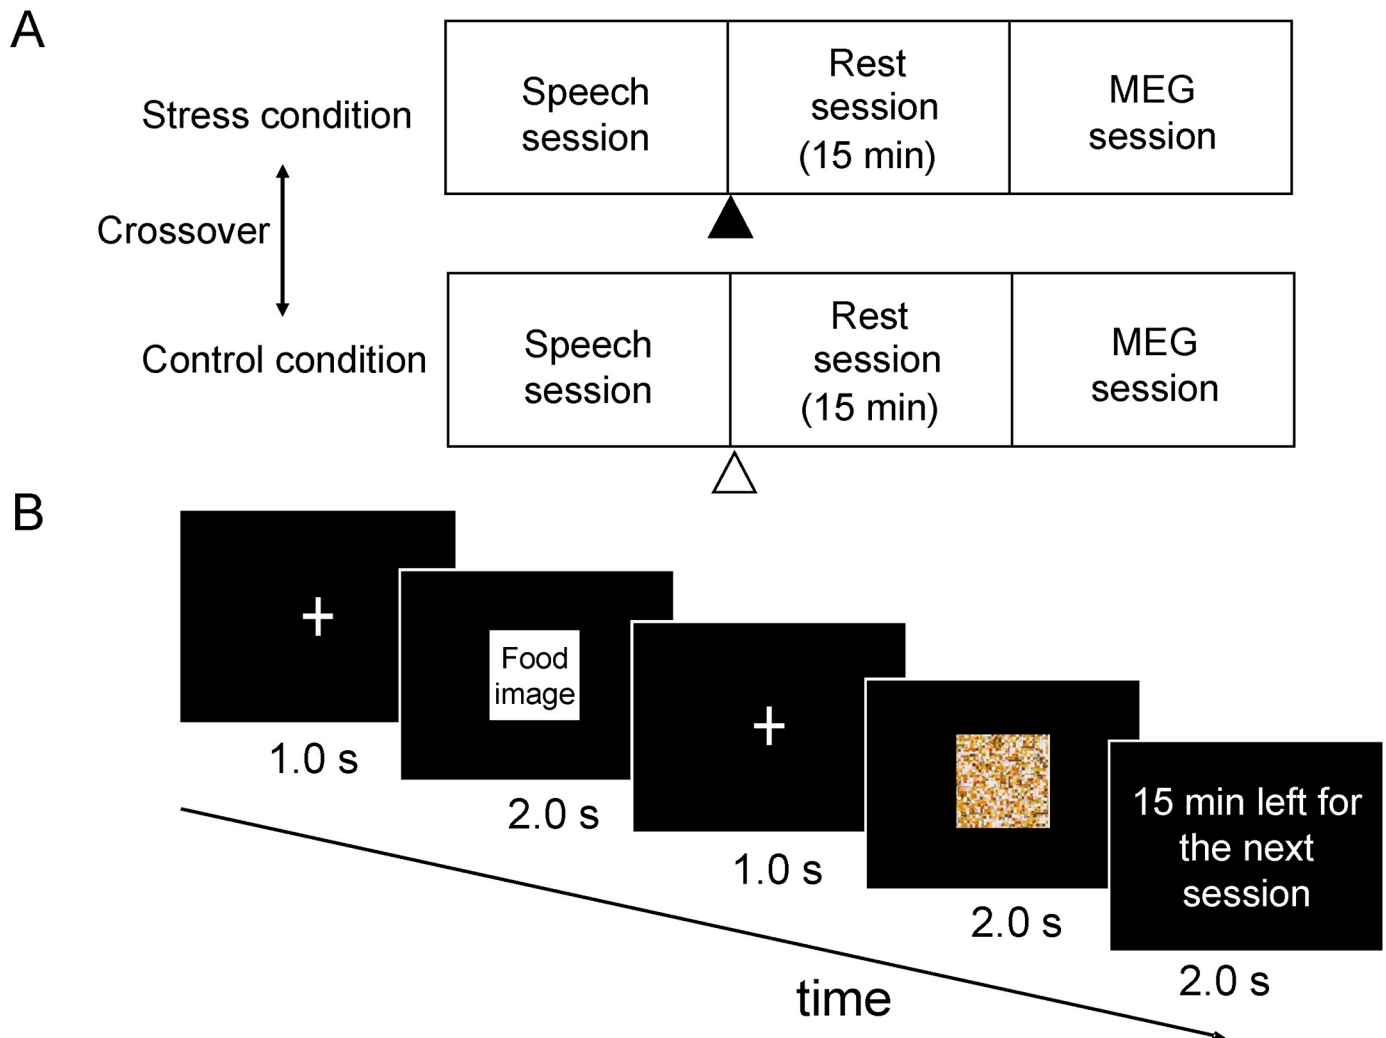 A
Stress condition
Crossover
Control condition
Speech
session
Rest
session
(15 min)
MEG
session
Speech
session
Rest
session
(15 min)
MEG
session
B
+
1.0 s
Food
image
2.0 s
+
1.0 s
2.0 s
15 min left for
the next
session
2.0 s
time